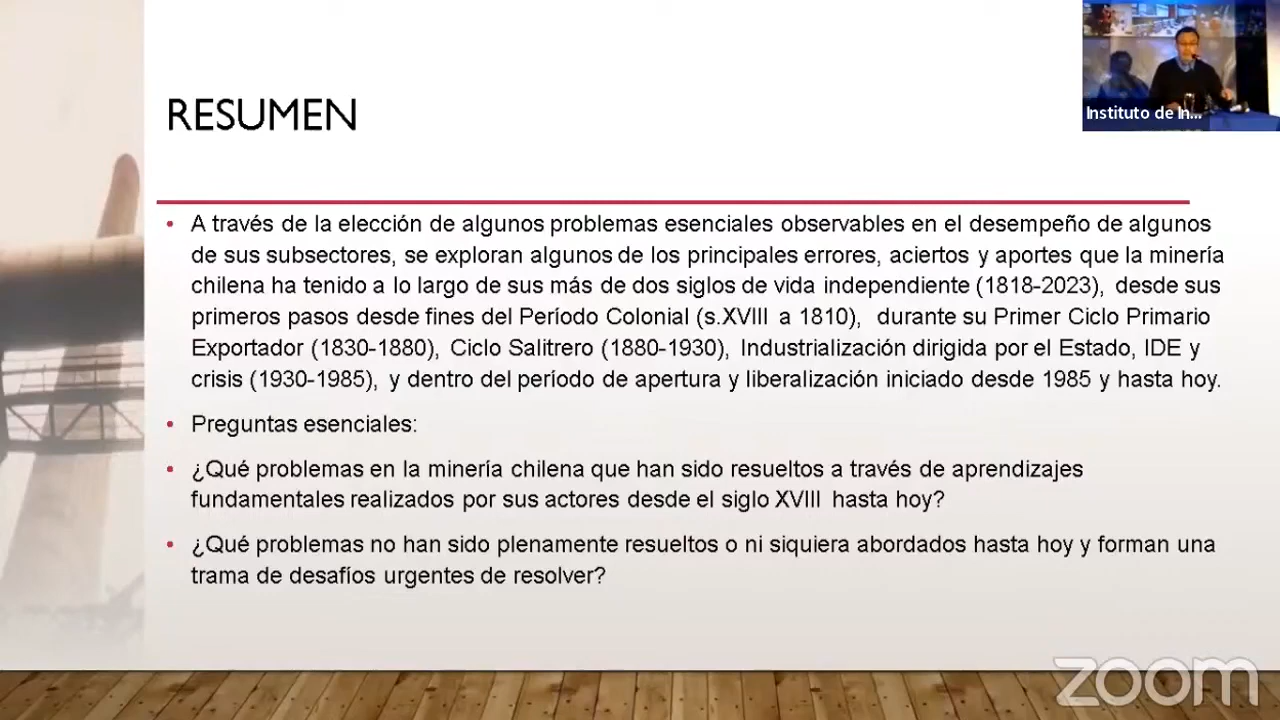 RESUMEN
Instituto de In...
• A través de la elección de algunos problemas esenciales observables en el desempeño de algunos
de sus subsectores, se exploran algunos de los principales errores, aciertos y aportes que la minería
chilena ha tenido a lo largo de sus más de dos siglos de vida independiente (1818-2023), desde sus
primeros pasos desde fines del Período Colonial (s.XVIII a 1810), durante su Primer Ciclo Primario
Exportador (1830-1880), Ciclo Salitrero (1880-1930), Industrialización dirigida por el Estado, IDE y
crisis (1930-1985), y dentro del período de apertura y liberalización iniciado desde 1985 y hasta hoy.
• Preguntas esenciales:
• ¿Qué problemas en la minería chilena que han sido resueltos a través de aprendizajes
fundamentales realizados por sus actores desde el siglo XVIII hasta hoy?
• ¿Qué problemas no han sido plenamente resueltos o ni siquiera abordados hasta hoy y forman una
trama de desafíos urgentes de resolver?
zoom